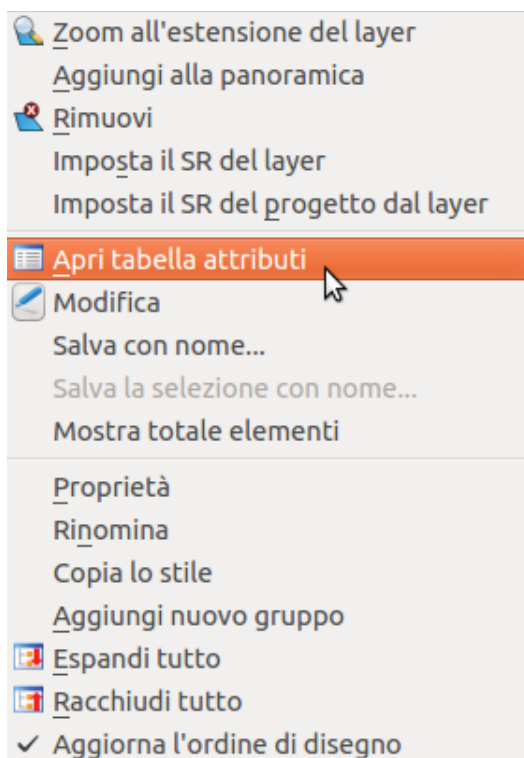 Zoom all'estensione del layer
Aggiungi alla panoramica
Rimuovi
Imposta il SR del layer
Imposta il SR del progetto dal layer
Apri tabella attributi
Modifica
Salva con nome...
Salva la selezione con nome...
Mostra totale elementi
Proprietà
Rinomina
Copia lo stile
Aggiungi nuovo gruppo
Espandi tutto
Racchiudi tutto
Aggiorna l'ordine di disegno